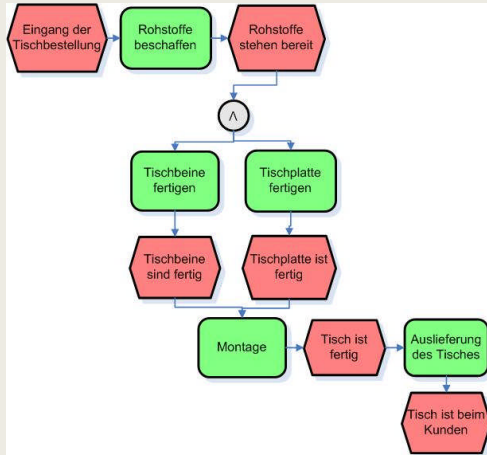 Eingang der
Tischbestellung
Rohstoffe
beschaffen
Rohstoffe
stehen bereit
Λ
Tischbeine
fertigen
Tischplatte
fertigen
Tischbeine
sind fertig
Tischplatte ist
fertig
Montage
Tisch ist
fertig
Auslieferung
des Tisches
Tisch ist beim
Kunden